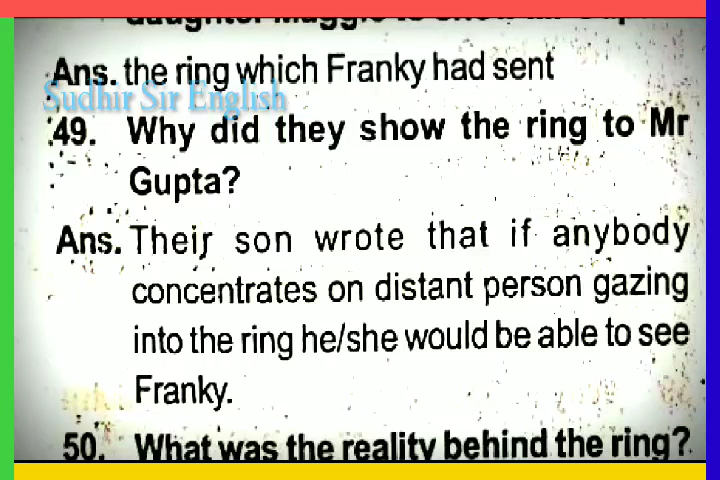 Ans. the ring which Franky had sent
Sudhir Sir English
49. Why did they show the ring to Mr
Gupta?
Ans. Their son wrote that if anybody
concentrates on distant person gazing
into the ring he/she would be able to see
Franky.
50. What was the reality behind the ring?